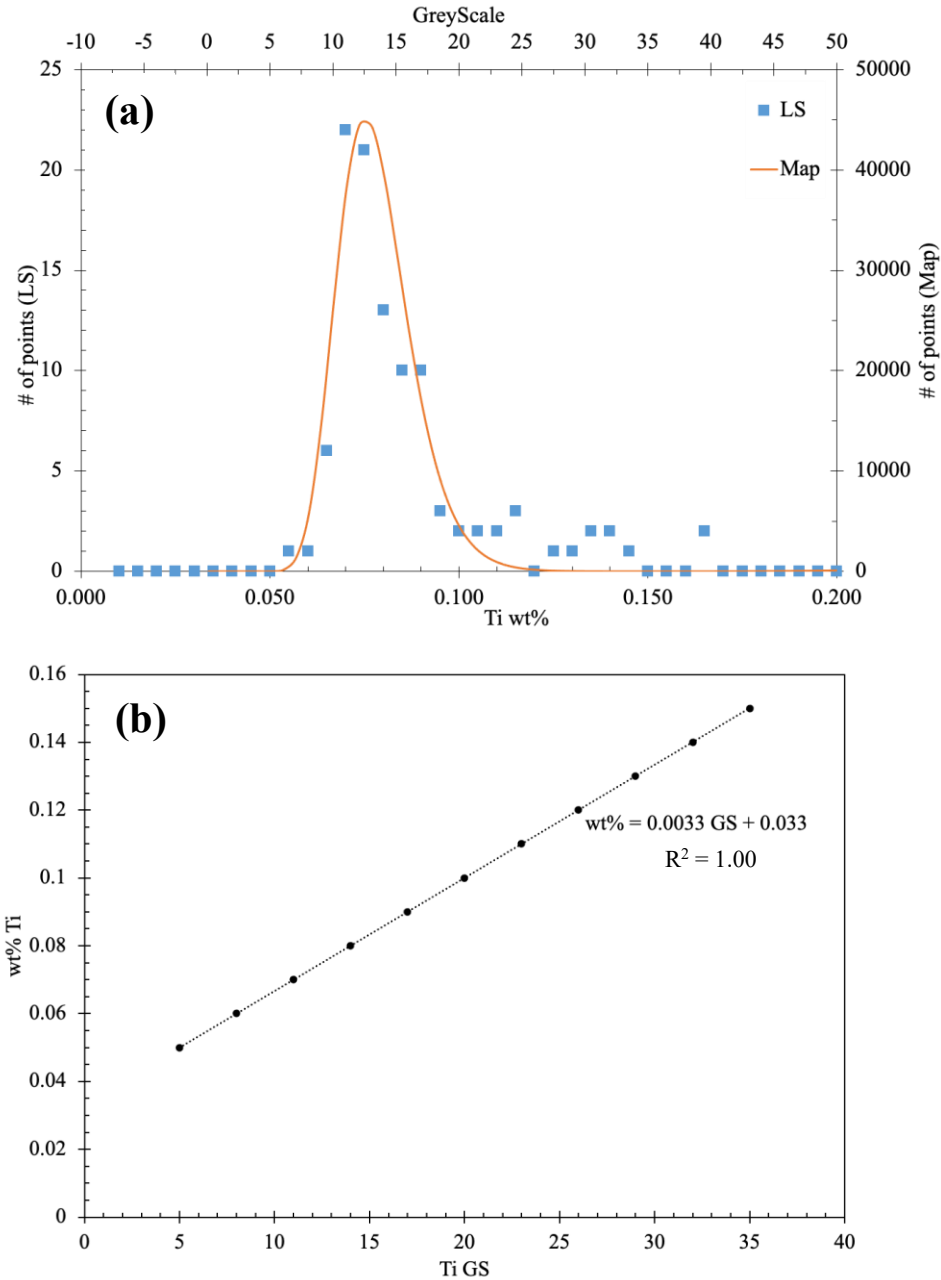 GreyScale
-10 -5 0 5 10 15 20 25 30 35 40 45 50
(a)
LS
Map
25
20
15
10
5
0
# of points (LS)
50000
40000
30000
20000
10000
0
# of points (Map)
0.000 0.050 0.100 0.150 0.200
Ti wt%
(b)
0.16
0.14
0.12
0.1
0.08
0.06
0.04
0.02
0
wt% Ti
wt% = 0.0033 GS + 0.033
R² = 1.00
0 5 10 15 20 25 30 35 40
Ti GS